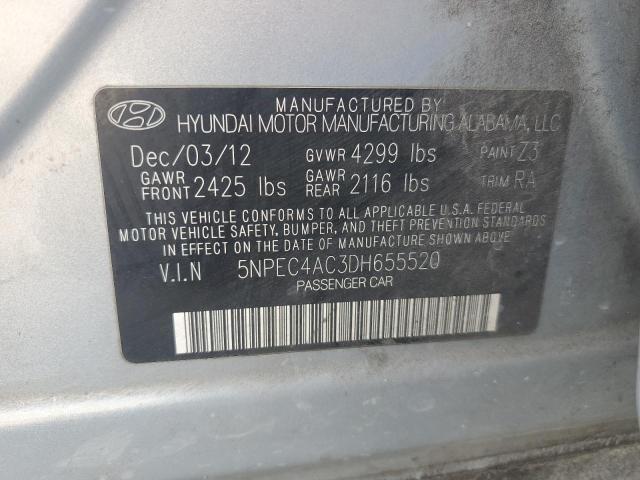 MANUFACTURED BY
HYUNDAI MOTOR MANUFACTURING ALABAMA, LLC
Dec/03/12 GVWR 4299 lbs PAINT Z3
GAWR FRONT 2425 lbs GAWR REAR 2116 lbs TRIM RA
THIS VEHICLE CONFORMS TO ALL APPLICABLE U.S.A. FEDERAL
MOTOR VEHICLE SAFETY, BUMPER, AND THEFT PREVENTION STANDARDS
IN EFFECT ON THE DATE OF MANUFACTURE SHOWN ABOVE
V.I.N 5NPEC4AC3DH655520
PASSENGER CAR